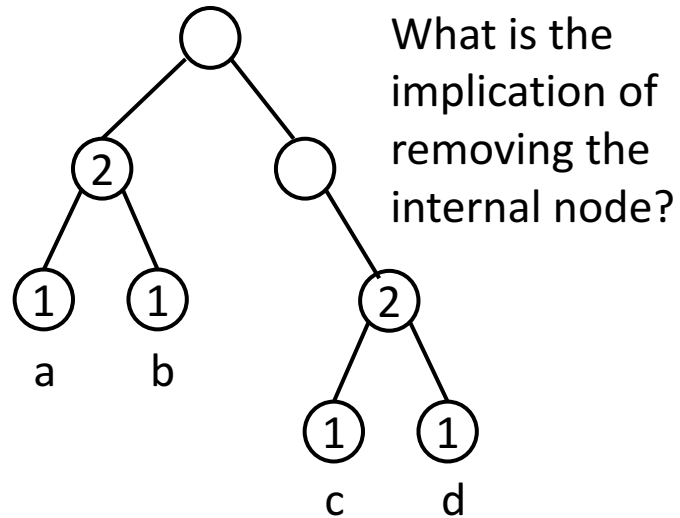 What is the
implication of
removing the
internal node?
2
1 1
a b
2
1 1
c d